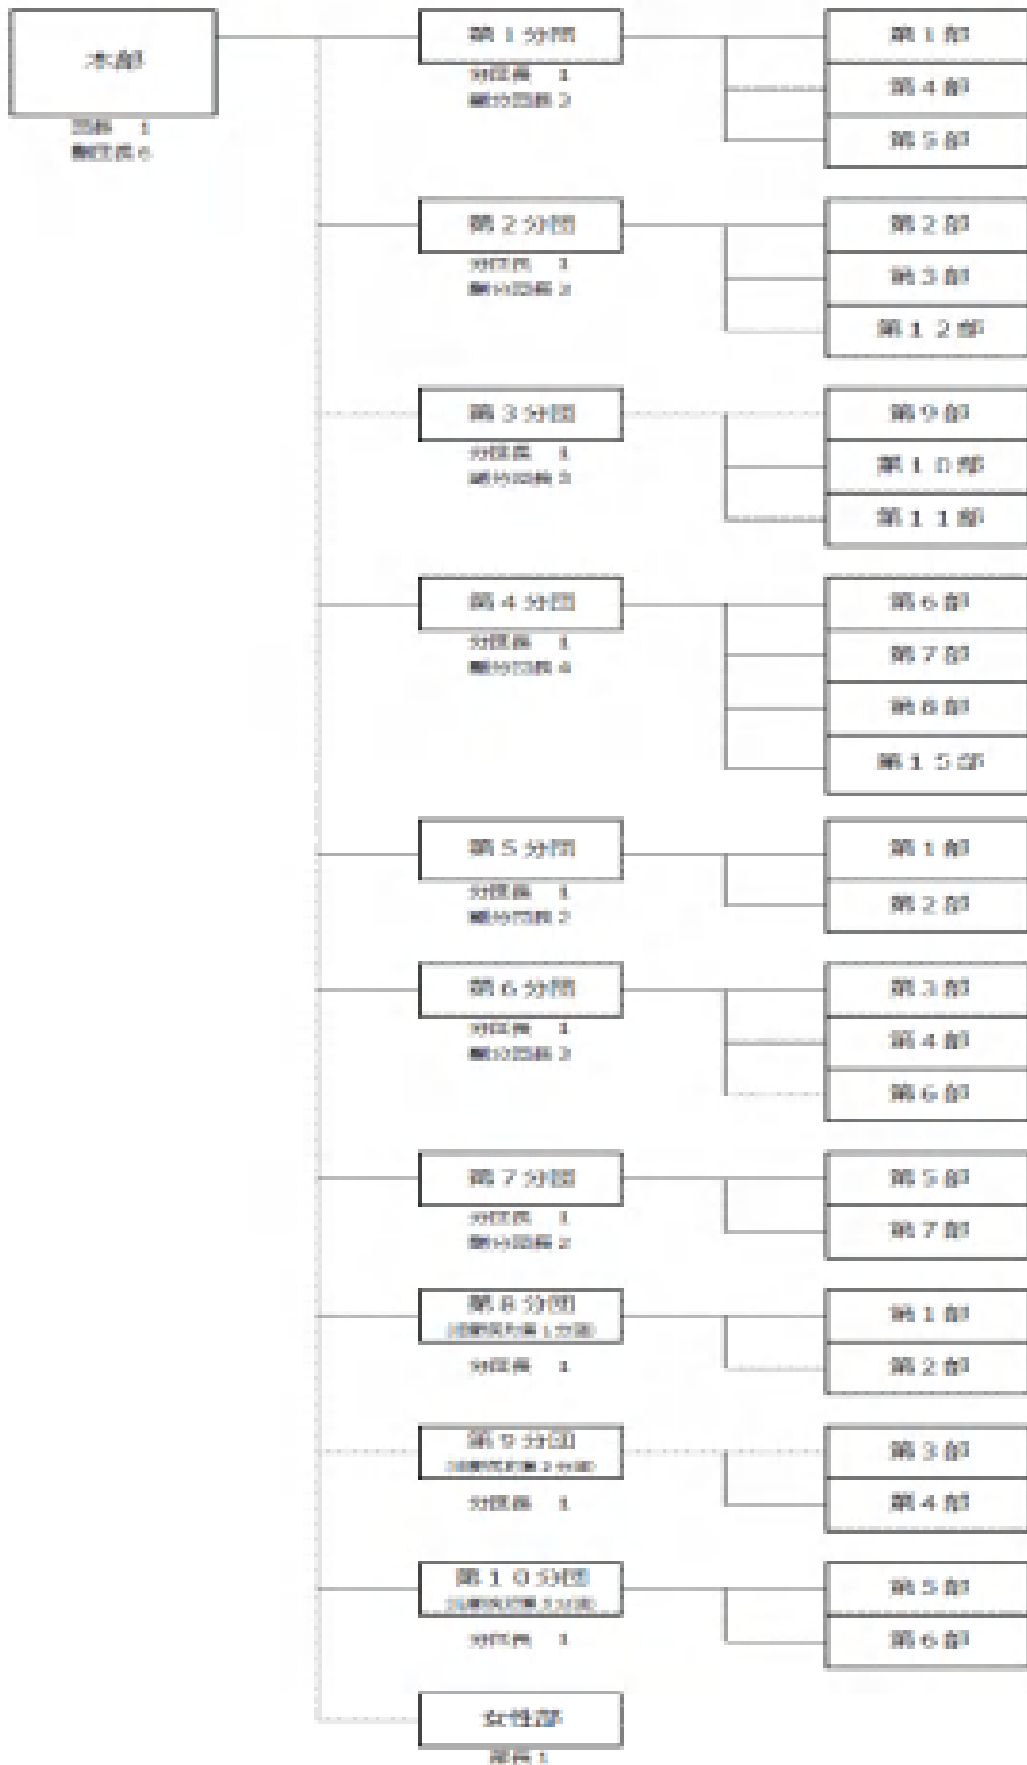 本部
団長 1
副団長 6
第1分団
分団長 1
副分団長 2
第1部
第4部
第5部
第2分団
分団長 1
副分団長
第2部
第3部
第12部
第3分団
分団長 1
副分団長
第9部
第10部
第11部
第4分団
分団長 1
副分団長 4
第6部
第7部
第8部
第15部
第5分団
分団長 1
副分団長 2
第1部
第2部
第6分団
分団長 1
副分団長
第3部
第4部
第6部
第7分団
分団長 1
副分団長 2
第5部
第7部
第8分団
分団長 1
第1部
第2部
第9分団
分団長 1
第3部
第4部
第10分団
分団長 1
第5部
第6部
女性部
部長 1